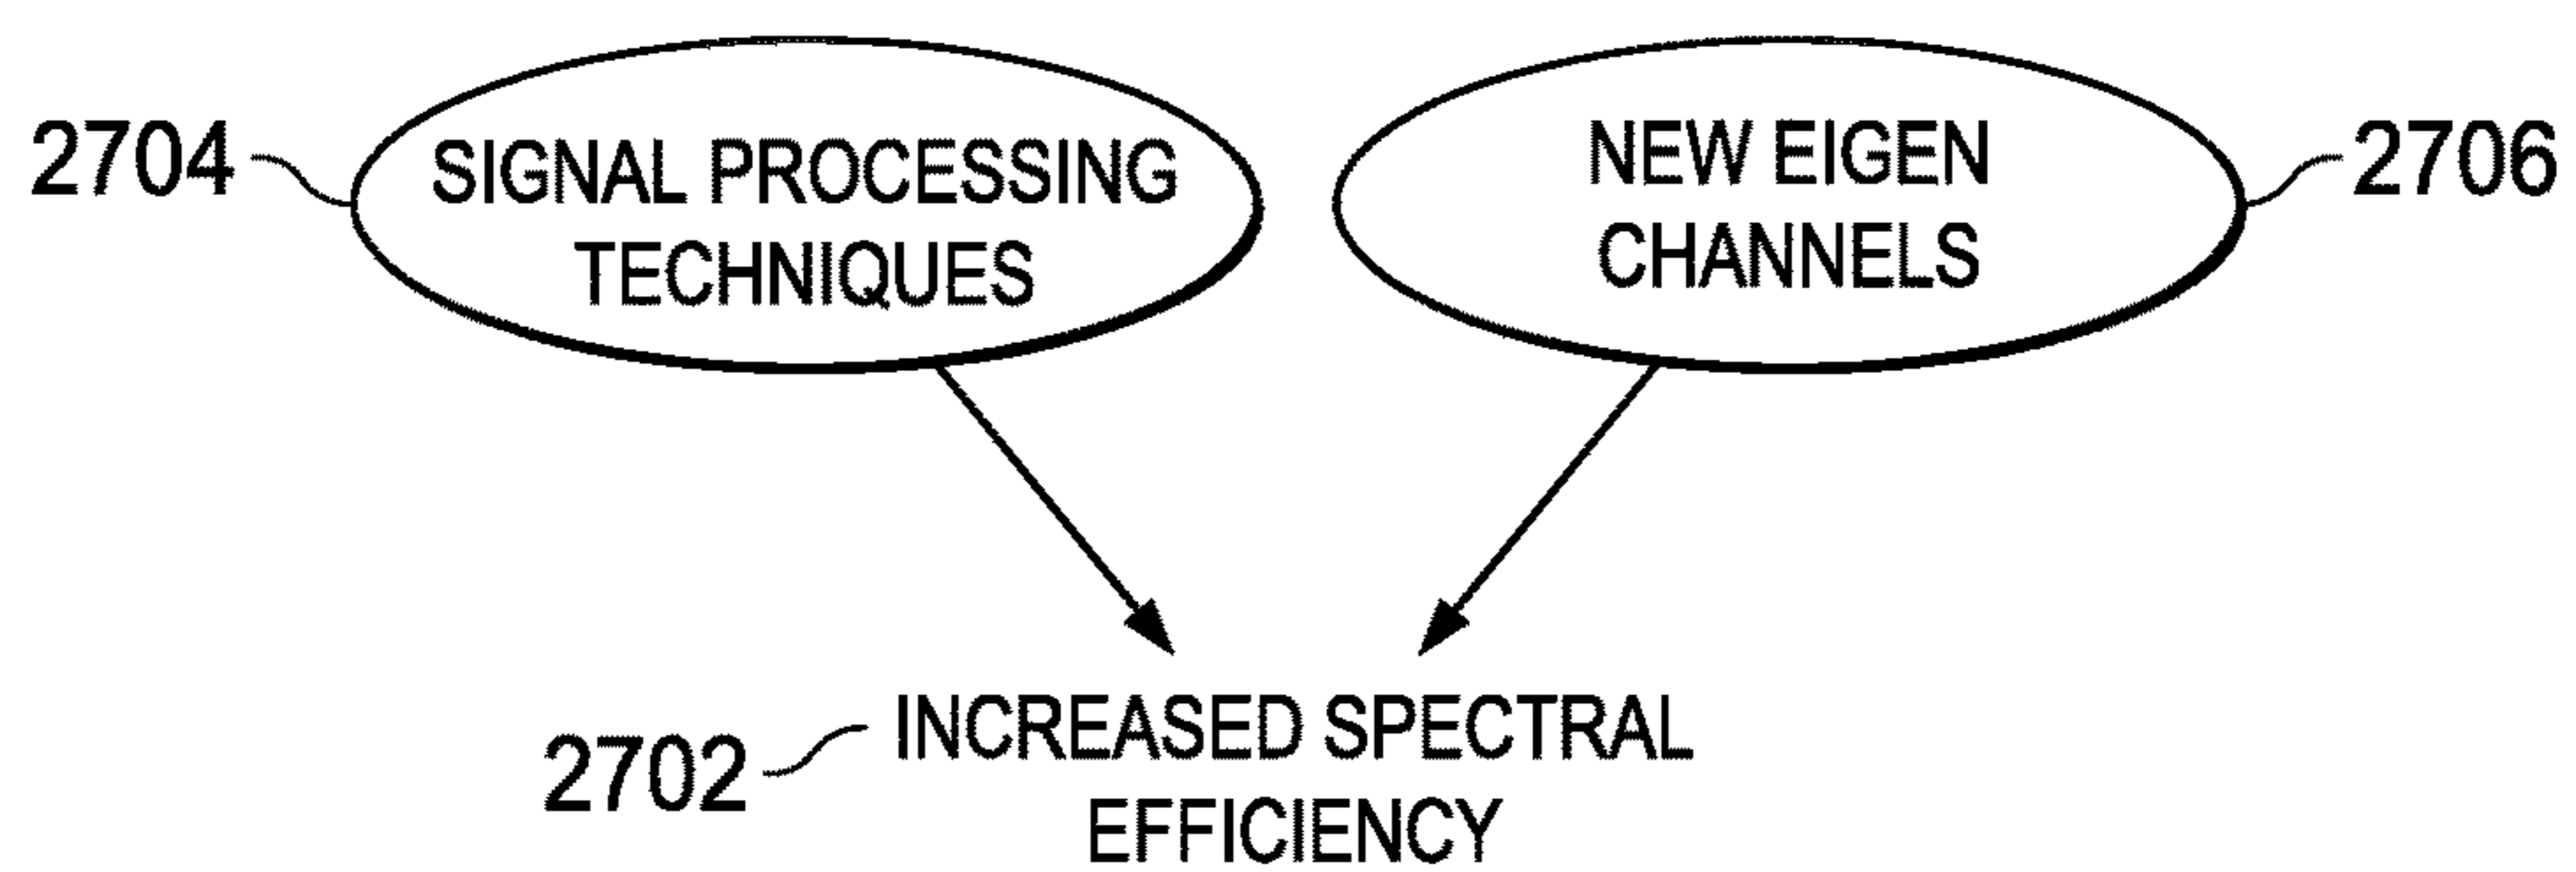 2704
SIGNAL PROCESSING
TECHNIQUES
NEW EIGEN
CHANNELS
2706
2702
INCREASED SPECTRAL
EFFICIENCY